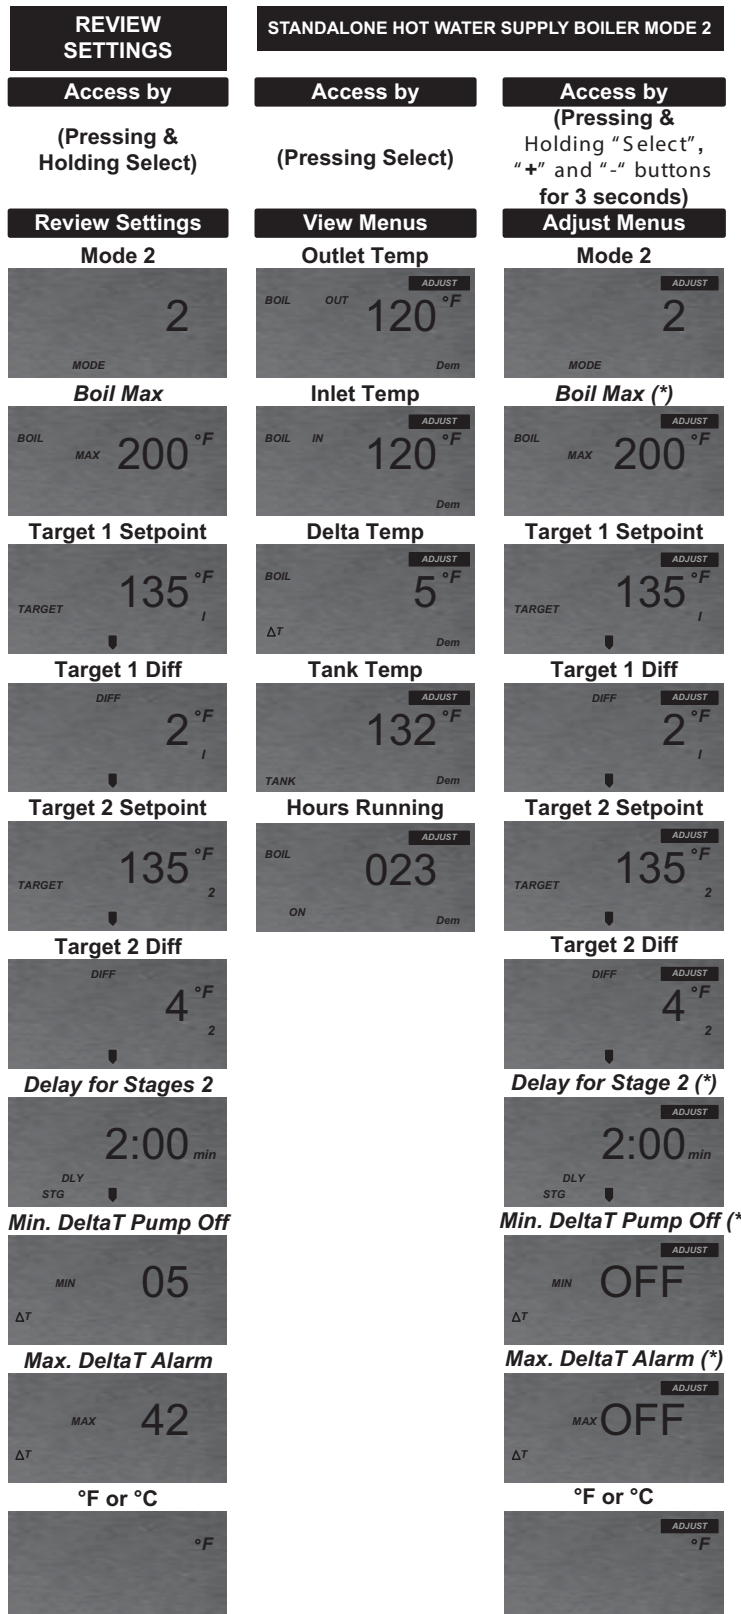 REVIEW
SETTINGS
STANDALONE HOT WATER SUPPLY BOILER MODE 2
Access by
(Pressing &
Holding Select)
Review Settings
Mode 2
2
MODE
Boil Max
BOIL
MAX 200 °F
Target 1 Setpoint
135 °F
TARGET
1
Target 1 Diff
DIFF
2 °F
1
Target 2 Setpoint
135 °F
TARGET
2
Target 2 Diff
DIFF
4 °F
2
Delay for Stages 2
2:00 min
DLY
STG
Min. DeltaT Pump Off
MIN 05
ΔT
Max. DeltaT Alarm
MAX 42
ΔT
°F or °C
°F
Access by
(Pressing Select)
View Menus
Outlet Temp
ADJUST
BOIL OUT 120 °F
Dem
Inlet Temp
ADJUST
BOIL IN 120 °F
Dem
Delta Temp
ADJUST
BOIL 5 °F
ΔT
Dem
Tank Temp
ADJUST
132 °F
TANK Dem
Hours Running
ADJUST
BOIL 023
ON
Dem
Access by
(Pressing &
Holding "Select",
"+" and "-" buttons
for 3 seconds)
Adjust Menus
Mode 2
ADJUST
2
MODE
Boil Max (*)
ADJUST
BOIL
MAX 200 °F
Target 1 Setpoint
ADJUST
135 °F
TARGET
1
Target 1 Diff
DIFF ADJUST
2 °F
1
Target 2 Setpoint
ADJUST
135 °F
TARGET
2
Target 2 Diff
DIFF ADJUST
4 °F
2
Delay for Stage 2 (*)
ADJUST
2:00 min
DLY
STG
Min. DeltaT Pump Off (*
ADJUST
MIN OFF
ΔT
Max. DeltaT Alarm (*)
ADJUST
MAX OFF
ΔT
°F or °C
ADJUST
°F